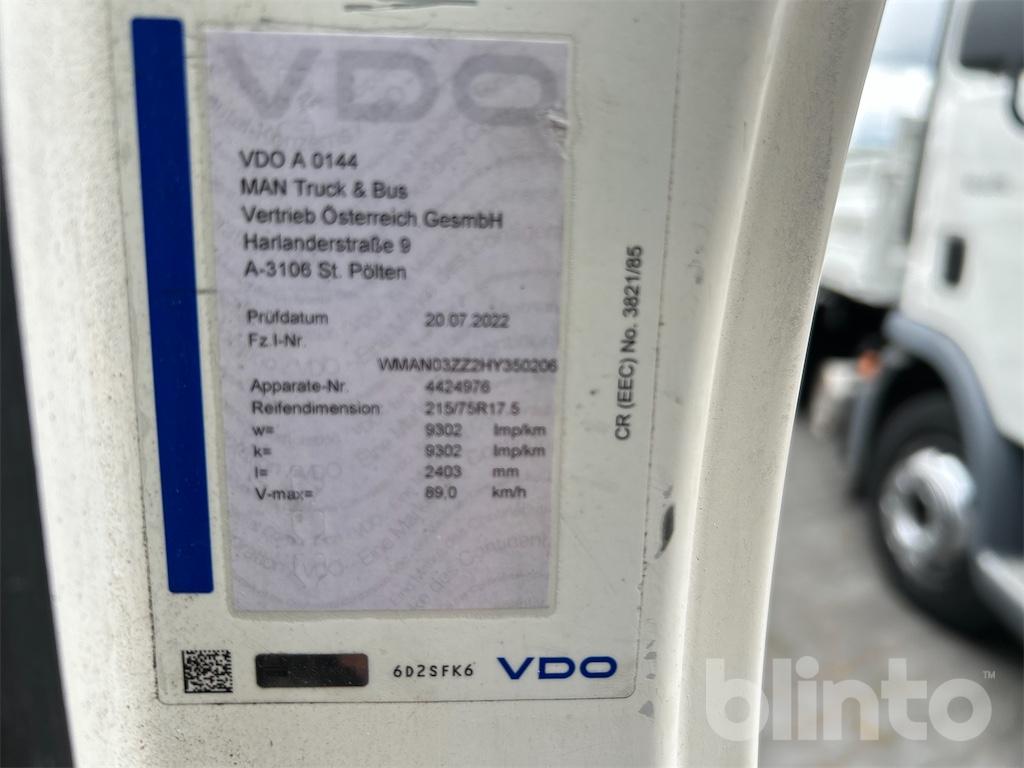 VDO
VDO A 0144
MAN Truck & Bus
Vertrieb Österreich GesmbH
Harlanderstraße 9
A-3106 St. Pölten
Prüfdatum 20.07.2022
Fz.I-Nr.
WMAN03ZZ2HY350206
Apparate-Nr. 4424976
Reifendimension 215/75R17.5
w= 9302 Imp/km
k= 9302 Imp/km
l= 2403 mm
V-max= 89,0 km/h
CR (EEC) No. 3821/85
6D2SFK6 VDO
blinto™